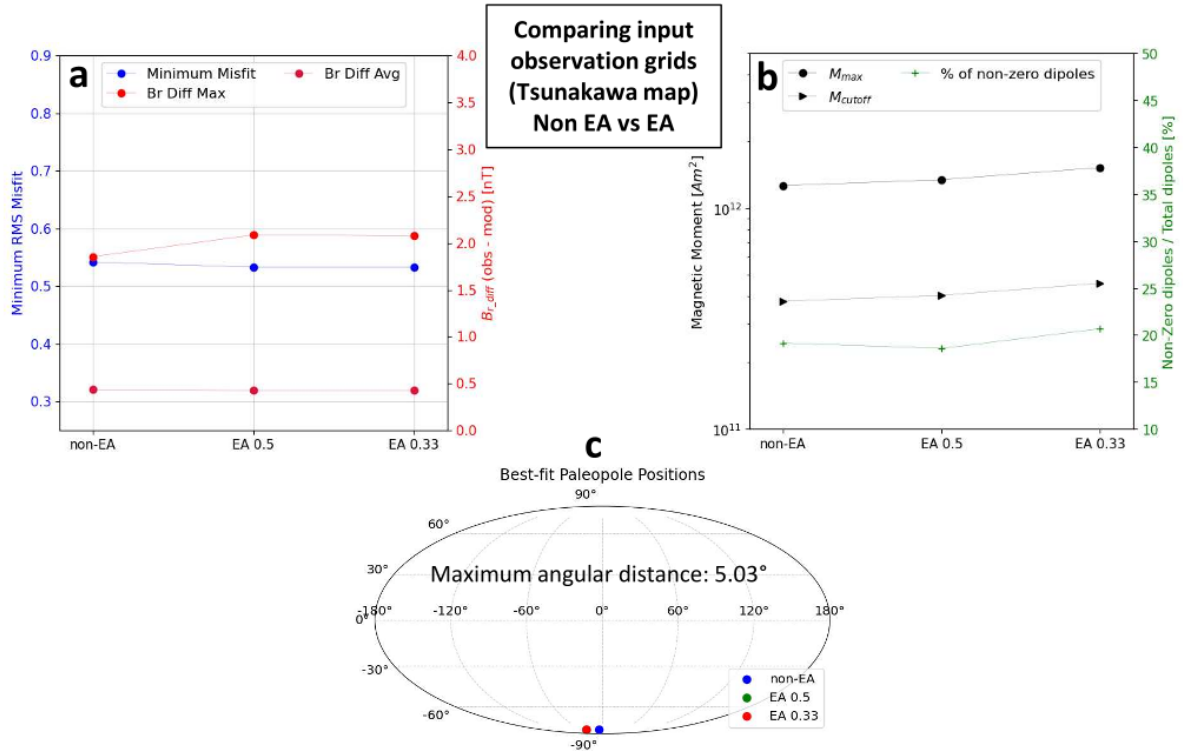 Comparing input
observation grids
(Tsunakawa map)
Non EA vs EA
a
Minimum Misfit
Br Diff Max
Br Diff Avg
0.9
0.8
0.7
0.6
0.5
0.4
0.3
Minimum RMS Misfit
4.0
3.5
3.0
2.5
2.0
1.5
1.0
0.5
0.0
Br_diff (obs - mod) [nT]
non-EA
EA 0.5
EA 0.33
b
Mmax
Mcutoff
% of non-zero dipoles
10¹²
10¹¹
Magnetic Moment [Am²]
50
45
40
35
30
25
20
15
10
Non-Zero dipoles / Total dipoles [%]
non-EA
EA 0.5
EA 0.33
c
Best-fit Paleopole Positions
90°
60°
30°
Maximum angular distance: 5.03°
-180° -120° -60° 0° 60° 120° 180°
0°
-30°
-60°
-90°
non-EA
EA 0.5
EA 0.33